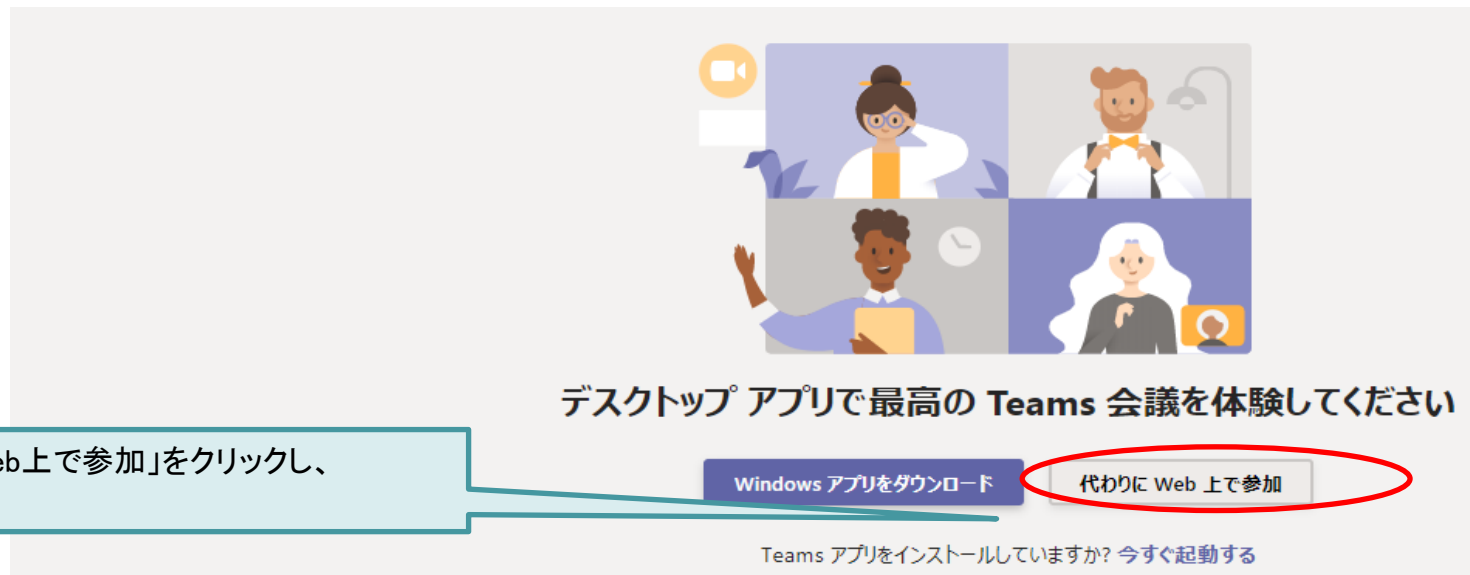 デスクトップ アプリで最高の Teams 会議を体験してください
eb上で参加」をクリックし、
Windows アプリをダウンロード
代わりに Web 上で参加
Teams アプリをインストールしていますか? 今すぐ起動する